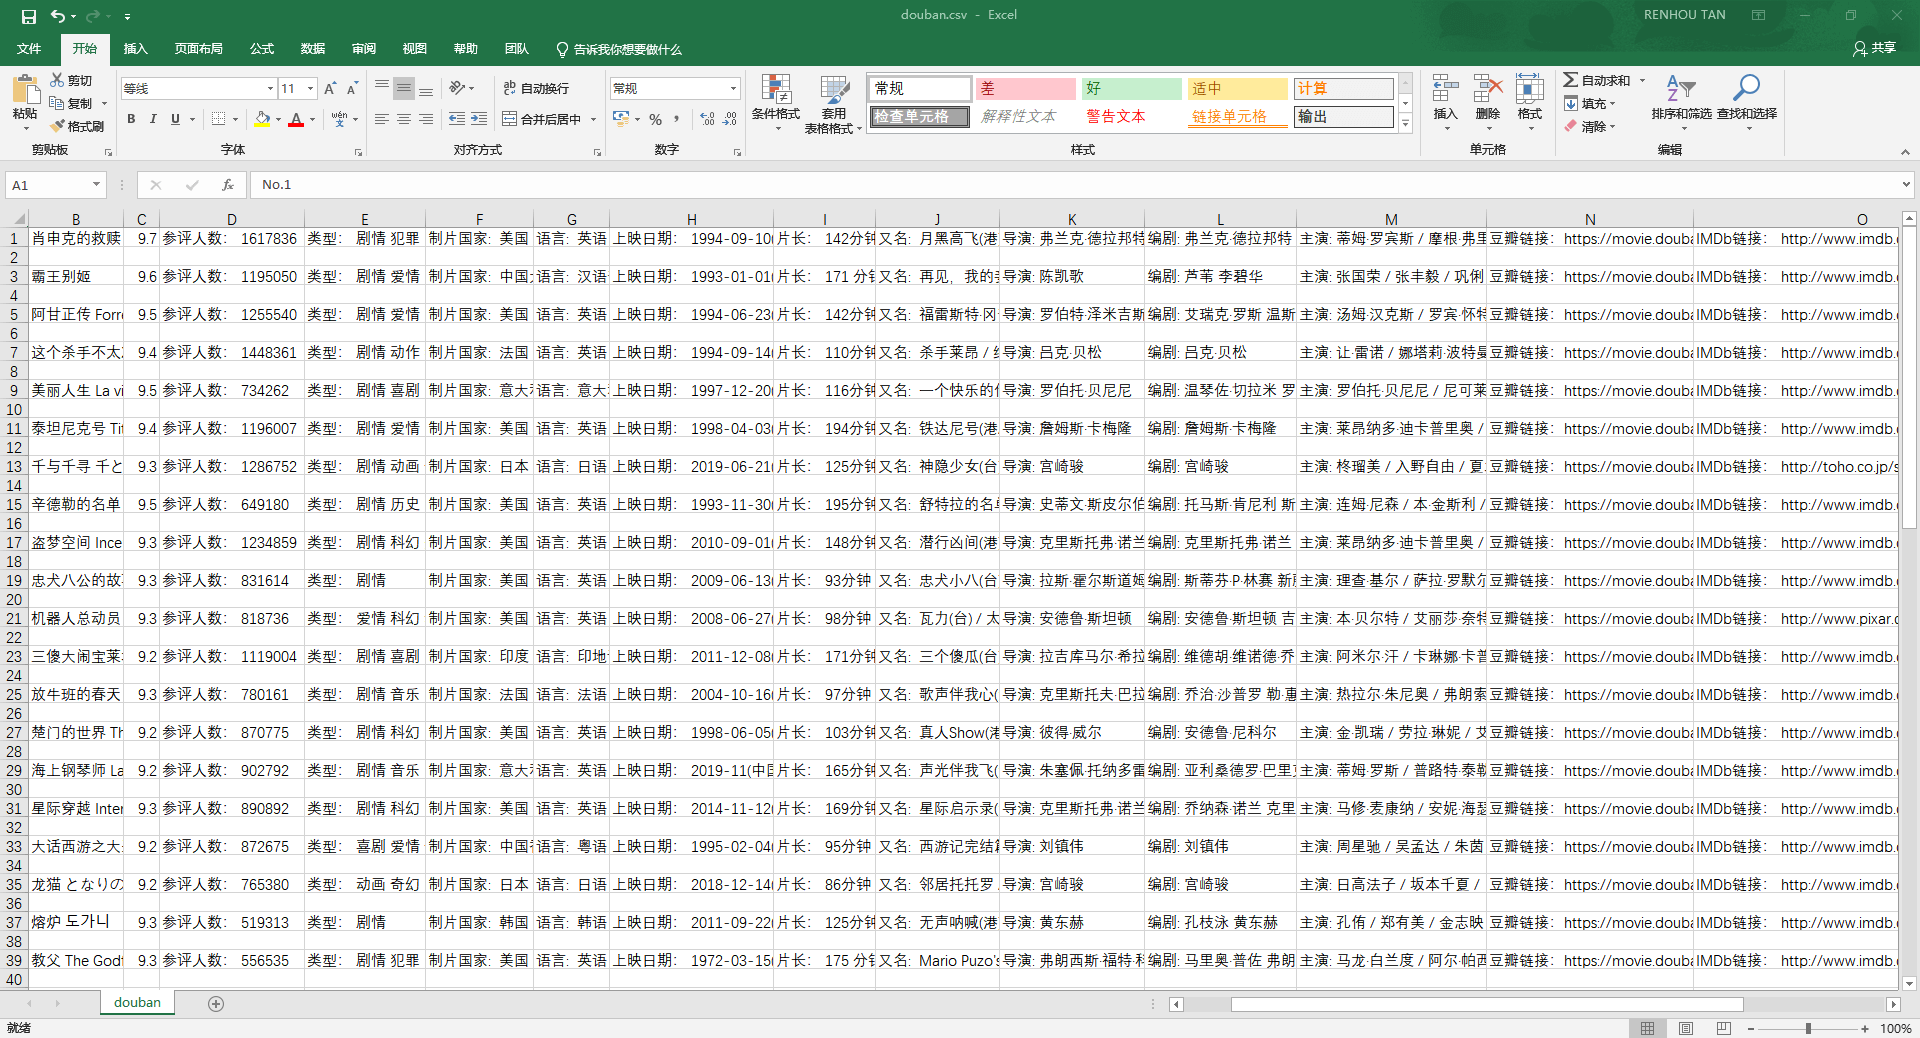 douban.csv - Excel
RENHOU TAN
文件 开始 插入 页面布局 公式 数据 审阅 视图 帮助 团队 告诉我你想要做什么 共享
剪切 等线 11 自动换行 常规 常规 差 好 适中 计算 自动求和
粘贴 复制 条件格式 套用 插入 删除 格式 填充 排序和筛选 查找和选择
格式刷 B I U wén 文 合并后居中 % 表格格式 检查单元格 解释性文本 警告文本 链接单元格 输出 清除
剪贴板 字体 对齐方式 数字 样式 单元格 编辑
A1 fx No.1
B C D E F G H I J K L M N O
1 肖申克的救赎 9.7 参评人数: 1617836 类型: 剧情 犯罪 制片国家: 美国 语言: 英语 上映日期: 1994-09-10( 片长: 142分钟 又名: 月黑高飞(港 导演: 弗兰克·德拉邦特 编剧: 弗兰克·德拉邦特 主演: 蒂姆·罗宾斯 / 摩根·弗里 豆瓣链接: https://movie.douba IMDb链接: http://www.imdb.
2
3 霸王别姬 9.6 参评人数: 1195050 类型: 剧情 爱情 制片国家: 中国 语言: 汉语 上映日期: 1993-01-01( 片长: 171 分钟 又名: 再见，我的 导演: 陈凯歌 编剧: 芦苇 李碧华 主演: 张国荣 / 张丰毅 / 巩俐 豆瓣链接: https://movie.douba IMDb链接: http://www.imdb.
4
5 阿甘正传 Forre 9.5 参评人数: 1255540 类型: 剧情 爱情 制片国家: 美国 语言: 英语 上映日期: 1994-06-23( 片长: 142分钟 又名: 福雷斯特·冈 导演: 罗伯特·泽米吉斯 编剧: 艾瑞克·罗斯 温斯 主演: 汤姆·汉克斯 / 罗宾·怀特 豆瓣链接: https://movie.douba IMDb链接: http://www.imdb.
6
7 这个杀手不太 9.4 参评人数: 1448361 类型: 剧情 动作 制片国家: 法国 语言: 英语 上映日期: 1994-09-14( 片长: 110分钟 又名: 杀手莱昂 / 导演: 吕克·贝松 编剧: 吕克·贝松 主演: 让·雷诺 / 娜塔莉·波特曼 豆瓣链接: https://movie.douba IMDb链接: http://www.imdb.
8
9 美丽人生 La vi 9.5 参评人数: 734262 类型: 剧情 喜剧 制片国家: 意大 语言: 意大 上映日期: 1997-12-20( 片长: 116分钟 又名: 一个快乐的 导演: 罗伯托·贝尼尼 编剧: 温琴佐·切拉米 罗 主演: 罗伯托·贝尼尼 / 尼可莱 豆瓣链接: https://movie.douba IMDb链接: http://www.imdb.
10
11 泰坦尼克号 Tit 9.4 参评人数: 1196007 类型: 剧情 爱情 制片国家: 美国 语言: 英语 上映日期: 1998-04-03( 片长: 194分钟 又名: 铁达尼号(港 导演: 詹姆斯·卡梅隆 编剧: 詹姆斯·卡梅隆 主演: 莱昂纳多·迪卡普里奥 / 豆瓣链接: https://movie.douba IMDb链接: http://www.imdb.
12
13 千与千寻 千と 9.3 参评人数: 1286752 类型: 剧情 动画 制片国家: 日本 语言: 日语 上映日期: 2019-06-21( 片长: 125分钟 又名: 神隐少女(台 导演: 宫崎骏 编剧: 宫崎骏 主演: 柊瑠美 / 入野自由 / 夏 豆瓣链接: https://movie.douba IMDb链接: http://toho.co.jp/s
14
15 辛德勒的名单 9.5 参评人数: 649180 类型: 剧情 历史 制片国家: 美国 语言: 英语 上映日期: 1993-11-30( 片长: 195分钟 又名: 舒特拉的名单 导演: 史蒂文·斯皮尔伯 编剧: 托马斯·肯尼利 斯 主演: 连姆·尼森 / 本·金斯利 / 豆瓣链接: https://movie.douba IMDb链接: http://www.imdb.
16
17 盗梦空间 Ince 9.3 参评人数: 1234859 类型: 剧情 科幻 制片国家: 美国 语言: 英语 上映日期: 2010-09-01( 片长: 148分钟 又名: 潜行凶间(港 导演: 克里斯托弗·诺兰 编剧: 克里斯托弗·诺兰 主演: 莱昂纳多·迪卡普里奥 / 豆瓣链接: https://movie.douba IMDb链接: http://www.imdb.
18
19 忠犬八公的故 9.3 参评人数: 831614 类型: 剧情 制片国家: 美国 语言: 英语 上映日期: 2009-06-13( 片长: 93分钟 又名: 忠犬小八(台 导演: 拉斯·霍尔斯道姆 编剧: 斯蒂芬·P·林赛 新 主演: 理查·基尔 / 萨拉·罗默尔 豆瓣链接: https://movie.douba IMDb链接: http://www.imdb.
20
21 机器人总动员 9.3 参评人数: 818736 类型: 爱情 科幻 制片国家: 美国 语言: 英语 上映日期: 2008-06-27( 片长: 98分钟 又名: 瓦力(台) / 太 导演: 安德鲁·斯坦顿 编剧: 安德鲁·斯坦顿 吉 主演: 本·贝尔特 / 艾丽莎·奈特 豆瓣链接: https://movie.douba IMDb链接: http://www.pixar.
22
23 三傻大闹宝莱 9.2 参评人数: 1119004 类型: 剧情 喜剧 制片国家: 印度 语言: 印地 上映日期: 2011-12-08( 片长: 171分钟 又名: 三个傻瓜(台 导演: 拉吉库马尔·希拉 编剧: 维德胡·维诺德·乔 主演: 阿米尔·汗 / 卡琳娜·卡普 豆瓣链接: https://movie.douba IMDb链接: http://www.imdb.
24
25 放牛班的春天 9.3 参评人数: 780161 类型: 剧情 音乐 制片国家: 法国 语言: 法语 上映日期: 2004-10-16( 片长: 97分钟 又名: 歌声伴我心( 导演: 克里斯托夫·巴拉 编剧: 乔治·沙普罗 勒·惠 主演: 热拉尔·朱尼奥 / 弗朗索 豆瓣链接: https://movie.douba IMDb链接: http://www.imdb.
26
27 楚门的世界 Th 9.2 参评人数: 870775 类型: 剧情 科幻 制片国家: 美国 语言: 英语 上映日期: 1998-06-05( 片长: 103分钟 又名: 真人Show(港 导演: 彼得·威尔 编剧: 安德鲁·尼科尔 主演: 金·凯瑞 / 劳拉·琳妮 / 艾 豆瓣链接: https://movie.douba IMDb链接: http://www.imdb.
28
29 海上钢琴师 La 9.2 参评人数: 902792 类型: 剧情 音乐 制片国家: 意大 语言: 英语 上映日期: 2019-11(中国 片长: 165分钟 又名: 声光伴我飞( 导演: 朱塞佩·托纳多雷 编剧: 亚利桑德罗·巴里克 主演: 蒂姆·罗斯 / 普路特·泰勒 豆瓣链接: https://movie.douba IMDb链接: http://www.imdb.
30
31 星际穿越 Inter 9.3 参评人数: 890892 类型: 剧情 科幻 制片国家: 美国 语言: 英语 上映日期: 2014-11-12( 片长: 169分钟 又名: 星际启示录( 导演: 克里斯托弗·诺兰 编剧: 乔纳森·诺兰 克里 主演: 马修·麦康纳 / 安妮·海瑟 豆瓣链接: https://movie.douba IMDb链接: http://www.imdb.
32
33 大话西游之大 9.2 参评人数: 872675 类型: 喜剧 爱情 制片国家: 中国 语言: 粤语 上映日期: 1995-02-04( 片长: 95分钟 又名: 西游记完结篇 导演: 刘镇伟 编剧: 刘镇伟 主演: 周星驰 / 吴孟达 / 朱茵 豆瓣链接: https://movie.douba IMDb链接: http://www.imdb.
34
35 龙猫 となりの 9.2 参评人数: 765380 类型: 动画 奇幻 制片国家: 日本 语言: 日语 上映日期: 2018-12-14( 片长: 86分钟 又名: 邻居托托罗 / 导演: 宫崎骏 编剧: 宫崎骏 主演: 日高法子 / 坂本千夏 / 豆瓣链接: https://movie.douba IMDb链接: http://www.imdb.
36
37 熔炉 도가니 9.3 参评人数: 519313 类型: 剧情 制片国家: 韩国 语言: 韩语 上映日期: 2011-09-22( 片长: 125分钟 又名: 无声呐喊(港 导演: 黄东赫 编剧: 孔枝泳 黄东赫 主演: 孔侑 / 郑有美 / 金志映 豆瓣链接: https://movie.douba IMDb链接: http://www.imdb.
38
39 教父 The Godf 9.3 参评人数: 556535 类型: 剧情 犯罪 制片国家: 美国 语言: 英语 上映日期: 1972-03-15( 片长: 175 分钟 又名: Mario Puzo's 导演: 弗朗西斯·福特·科 编剧: 马里奥·普佐 弗朗 主演: 马龙·白兰度 / 阿尔·帕西 豆瓣链接: https://movie.douba IMDb链接: http://www.imdb.
40
douban
就绪 100%